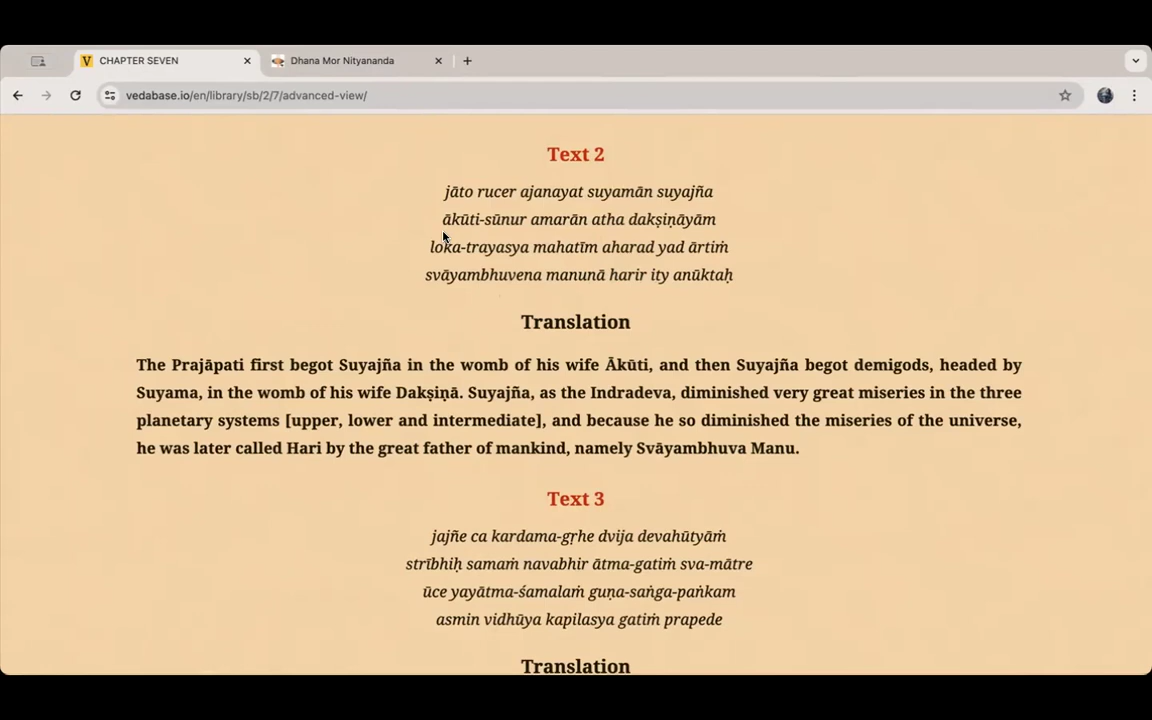 CHAPTER SEVEN
Dhana Mor Nityananda
vedabase.io/en/library/sb/2/7/advanced-view/
Text 2
jāto rucer ajanayat suyamān suyajña
ākūti-sūnur amarān atha dakṣiṇāyām
loka-trayasya mahatīm aharad yad ārtiṁ
svāyambhuvena manunā harir ity anūktaḥ
Translation
The Prajāpati first begot Suyajña in the womb of his wife Ākūti, and then Suyajña begot demigods, headed by
Suyama, in the womb of his wife Dakṣiṇā. Suyajña, as the Indradeva, diminished very great miseries in the three
planetary systems [upper, lower and intermediate], and because he so diminished the miseries of the universe,
he was later called Hari by the great father of mankind, namely Svāyambhuva Manu.
Text 3
jajñe ca kardama-gṛhe dvija devahūtyāṁ
strībhiḥ samaṁ navabhir ātma-gatiṁ sva-mātre
ūce yayātma-śamalaṁ guṇa-saṅga-paṅkam
asmin vidhūya kapilasya gatiṁ prapede
Translation